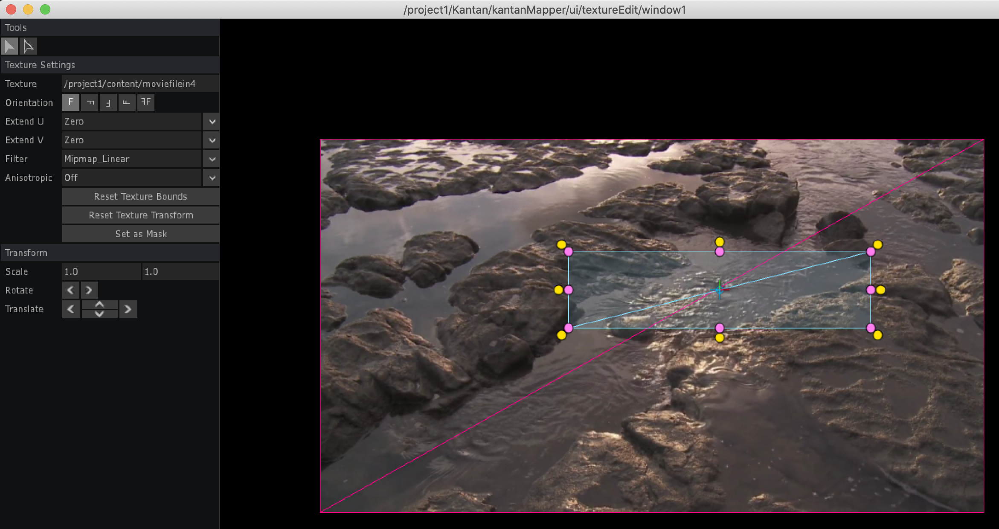 /project1/Kantan/kantanMapper/ui/textureEdit/window1
Tools
Texture Settings
Texture /project1/content/moviefilein4
Orientation F F F F FF
Extend U Zero
Extend V Zero
Filter Mipmap_Linear
Anisotropic Off
Reset Texture Bounds
Reset Texture Transform
Set as Mask
Transform
Scale 1.0 1.0
Rotate
Translate